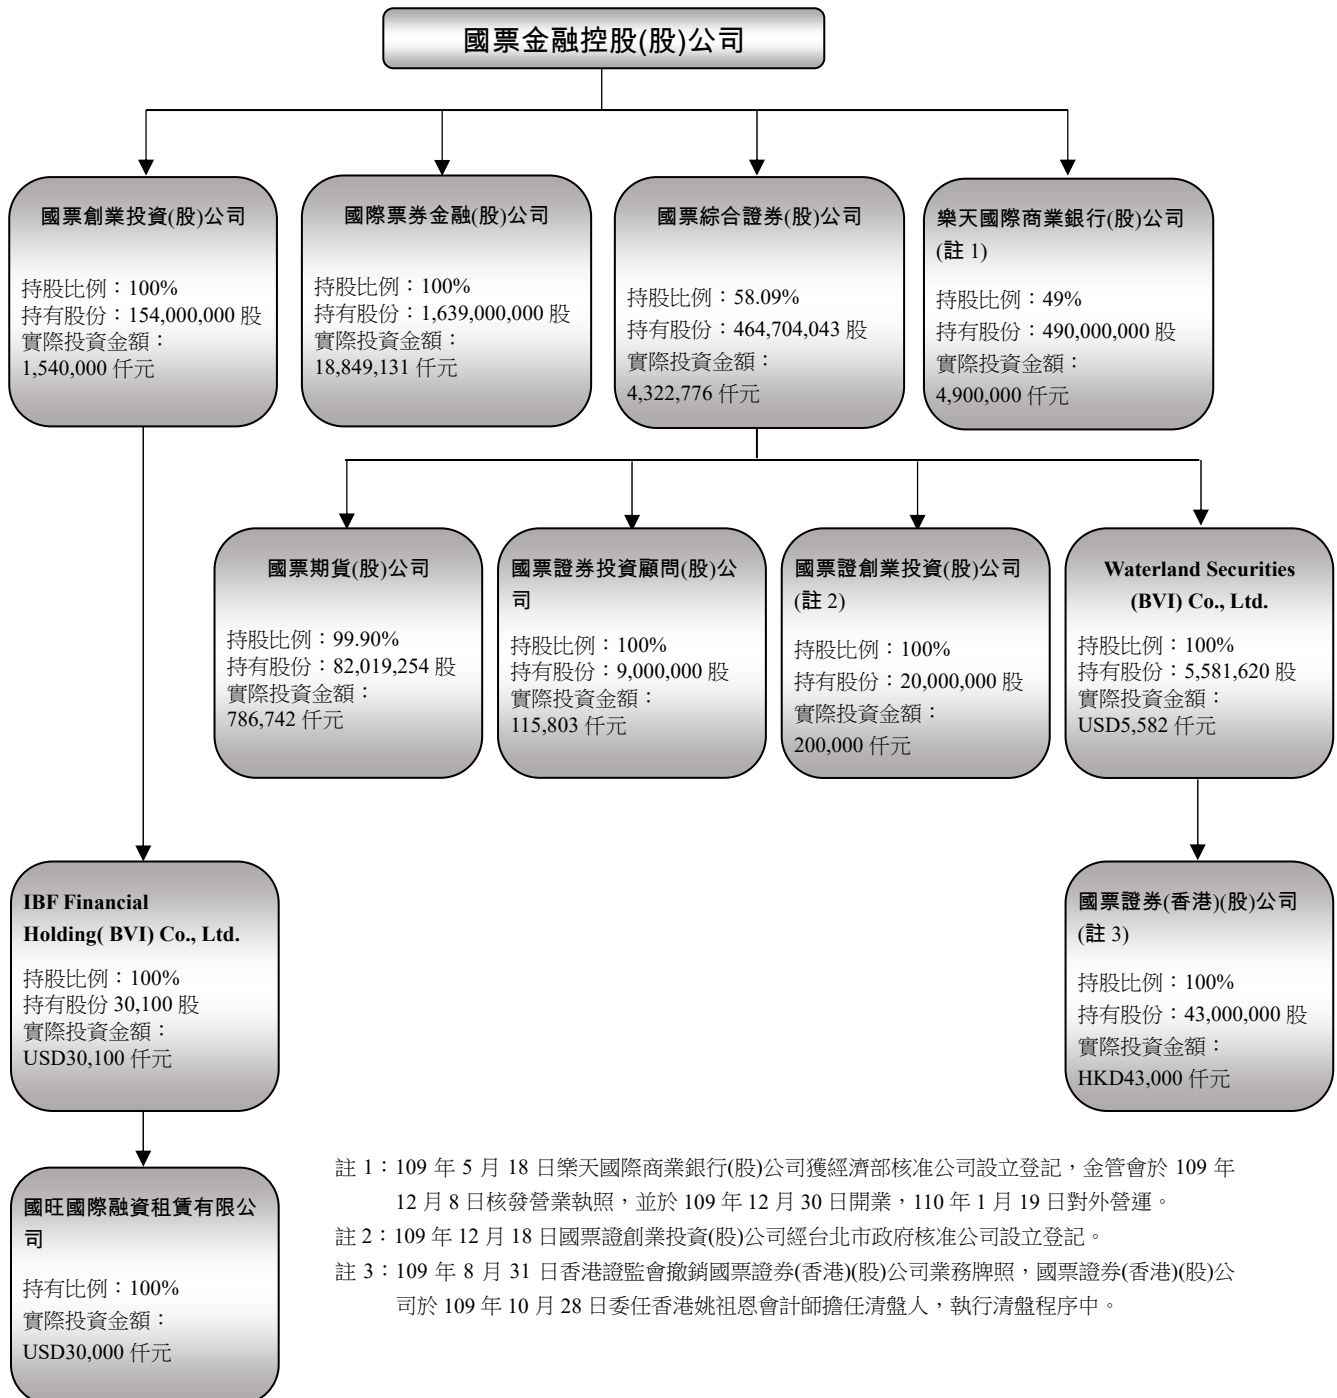 國票金融控股(股)公司
國票創業投資(股)公司
持股比例：100%
持有股份：154,000,000 股
實際投資金額：
1,540,000 仟元
國際票券金融(股)公司
持股比例：100%
持有股份：1,639,000,000 股
實際投資金額：
18,849,131 仟元
國票綜合證券(股)公司
持股比例：58.09%
持有股份：464,704,043 股
實際投資金額：
4,322,776 仟元
樂天國際商業銀行(股)公司
(註 1)
持股比例：49%
持有股份：490,000,000 股
實際投資金額：
4,900,000 仟元
國票期貨(股)公司
持股比例：99.90%
持有股份：82,019,254 股
實際投資金額：
786,742 仟元
國票證券投資顧問(股)公
司
持股比例：100%
持有股份：9,000,000 股
實際投資金額：
115,803 仟元
國票證創業投資(股)公司
(註 2)
持股比例：100%
持有股份：20,000,000 股
實際投資金額：
200,000 仟元
Waterland Securities
(BVI) Co., Ltd.
持股比例：100%
持有股份：5,581,620 股
實際投資金額：
USD5,582 仟元
IBF Financial
Holding( BVI) Co., Ltd.
持股比例：100%
持有股份 30,100 股
實際投資金額：
USD30,100 仟元
國票證券(香港)(股)公司
(註 3)
持股比例：100%
持有股份：43,000,000 股
實際投資金額：
HKD43,000 仟元
國旺國際融資租賃有限公
司
持有比例：100%
實際投資金額：
USD30,000 仟元
註 1：109 年 5 月 18 日樂天國際商業銀行(股)公司獲經濟部核准公司設立登記，金管會於 109 年
12 月 8 日核發營業執照，並於 109 年 12 月 30 日開業，110 年 1 月 19 日對外營運。
註 2：109 年 12 月 18 日國票證創業投資(股)公司經台北市政府核准公司設立登記。
註 3：109 年 8 月 31 日香港證監會撤銷國票證券(香港)(股)公司業務牌照，國票證券(香港)(股)公
司於 109 年 10 月 28 日委任香港姚祖恩會計師擔任清盤人，執行清盤程序中。